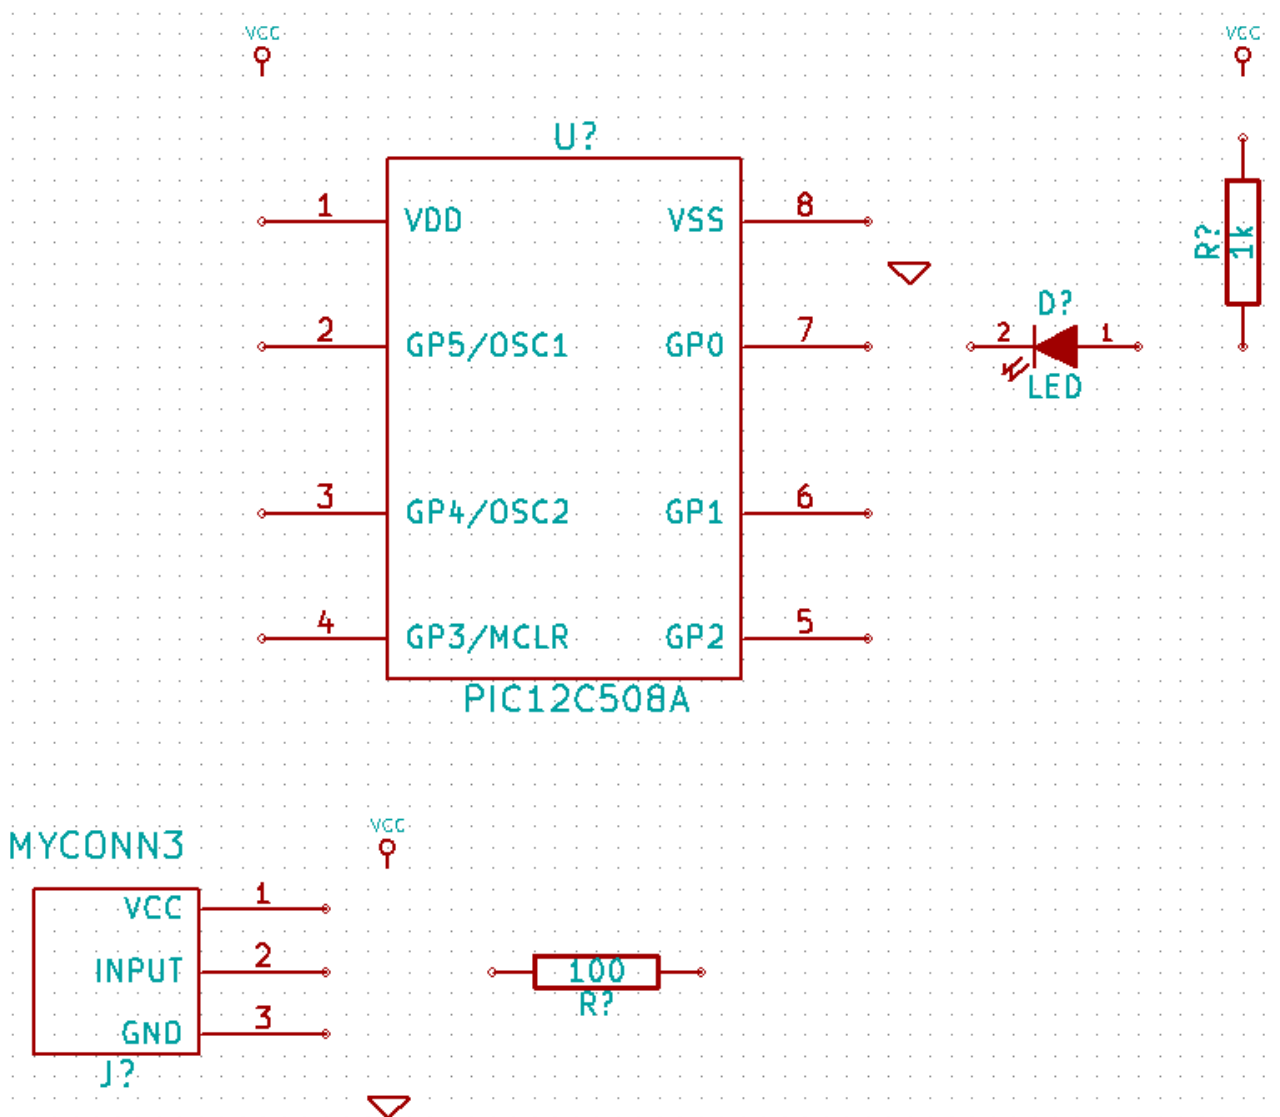 VCC
VCC
U?
1 VDD VSS 8
R? 1k
D?
2 GP5/OSC1 GP0 7
2 1
LED
3 GP4/OSC2 GP1 6
4 GP3/MCLR GP2 5
PIC12C508A
VCC
MYCONN3
VCC 1
INPUT 2
100
R?
GND 3
J?